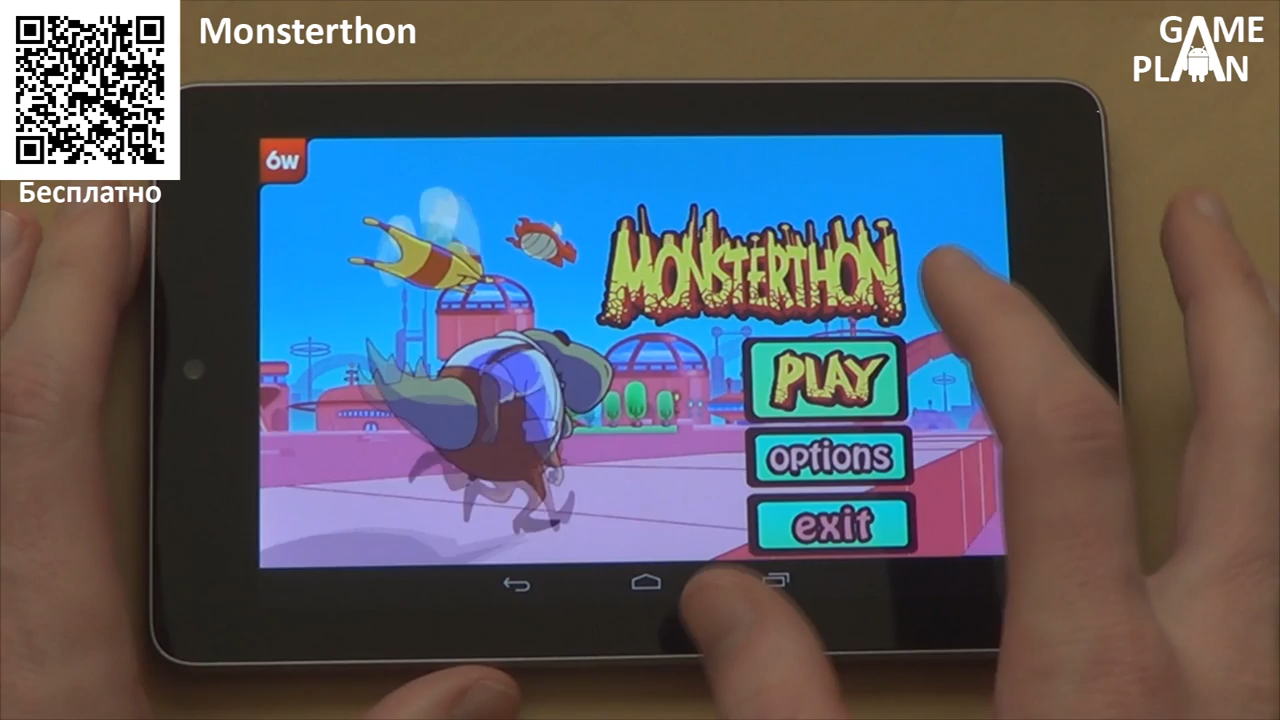 Monsterthon
GAME
PLAN
Бесплатно
6w
MONSTERTHON
PLAY
options
exit